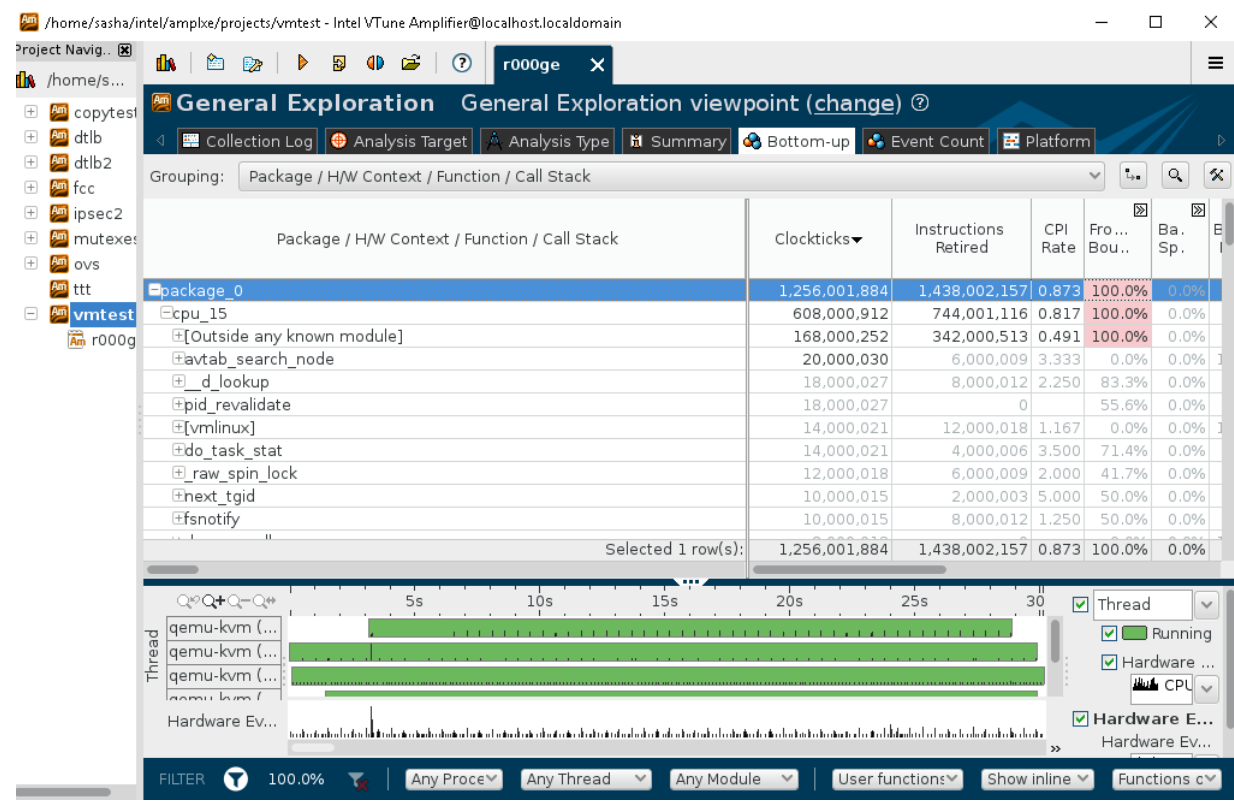 /home/sasha/intel/amplxe/projects/vmtest - Intel VTune Amplifier@localhost.localdomain
Project Navig..
/home/s...
copytest
dtlb
dtlb2
fcc
ipsec2
mutexes
ovs
ttt
vmtest
r000g
r000ge
General Exploration General Exploration viewpoint (change)
Collection Log Analysis Target Analysis Type Summary Bottom-up Event Count Platform
Grouping: Package / H/W Context / Function / Call Stack
Package / H/W Context / Function / Call Stack Clockticks Instructions Retired CPI Rate Fro... Bou.. Ba. Sp.
package_0 1,256,001,884 1,438,002,157 0.873 100.0% 0.0%
cpu_15 608,000,912 744,001,116 0.817 100.0% 0.0%
[Outside any known module] 168,000,252 342,000,513 0.491 100.0% 0.0%
avtab_search_node 20,000,030 6,000,009 3.333 0.0% 0.0% 1
__d_lookup 18,000,027 8,000,012 2.250 83.3% 0.0%
pid_revalidate 18,000,027 0 55.6% 0.0%
[vmlinux] 14,000,021 12,000,018 1.167 0.0% 0.0% 1
do_task_stat 14,000,021 4,000,006 3.500 71.4% 0.0%
_raw_spin_lock 12,000,018 6,000,009 2.000 41.7% 0.0%
next_tgid 10,000,015 2,000,003 5.000 50.0% 0.0%
fsnotify 10,000,015 8,000,012 1.250 50.0% 0.0%
Selected 1 row(s): 1,256,001,884 1,438,002,157 0.873 100.0% 0.0%
5s 10s 15s 20s 25s 30
Thread
qemu-kvm (...
qemu-kvm (...
qemu-kvm (...
qemu-kvm (
Hardware Ev...
Thread
Running
Hardware ...
CPU
Hardware E...
Hardware Ev...
FILTER 100.0% Any Proce Any Thread Any Module User functions Show inline Functions c